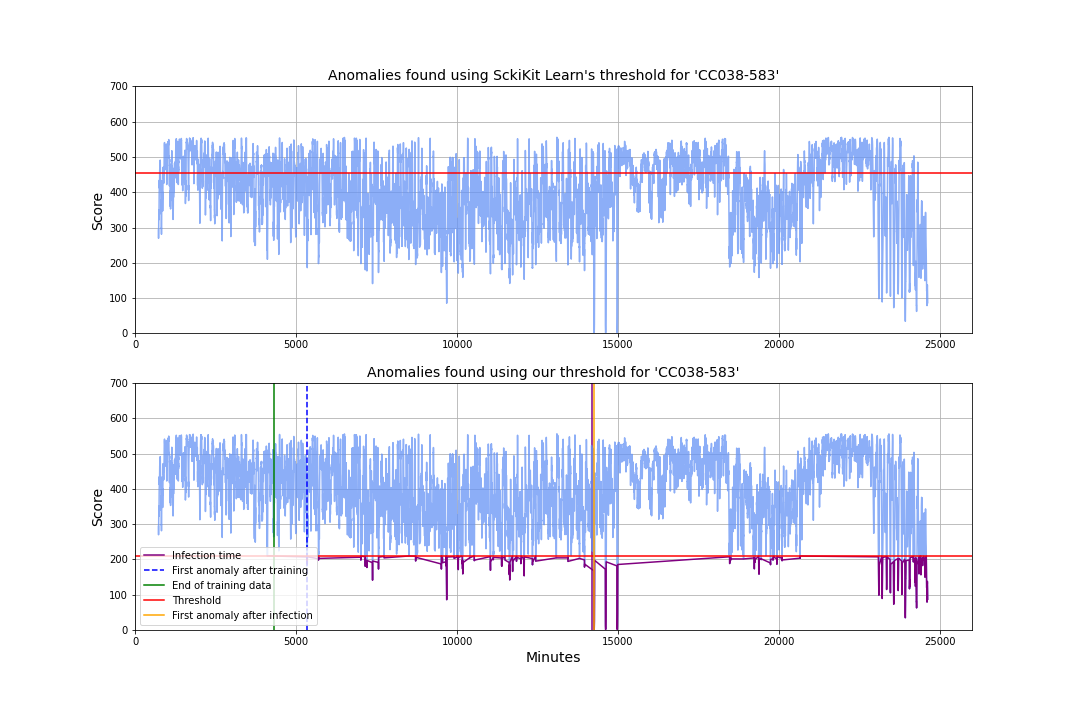 Anomalies found using SckiKit Learn's threshold for 'CC038-583'
700
600
500
400
300
200
100
0
Score
0 5000 10000 15000 20000 25000
Anomalies found using our threshold for 'CC038-583'
700
600
500
400
300
200
100
0
Score
Infection time
First anomaly after training
End of training data
Threshold
First anomaly after infection
0 5000 10000 15000 20000 25000
Minutes